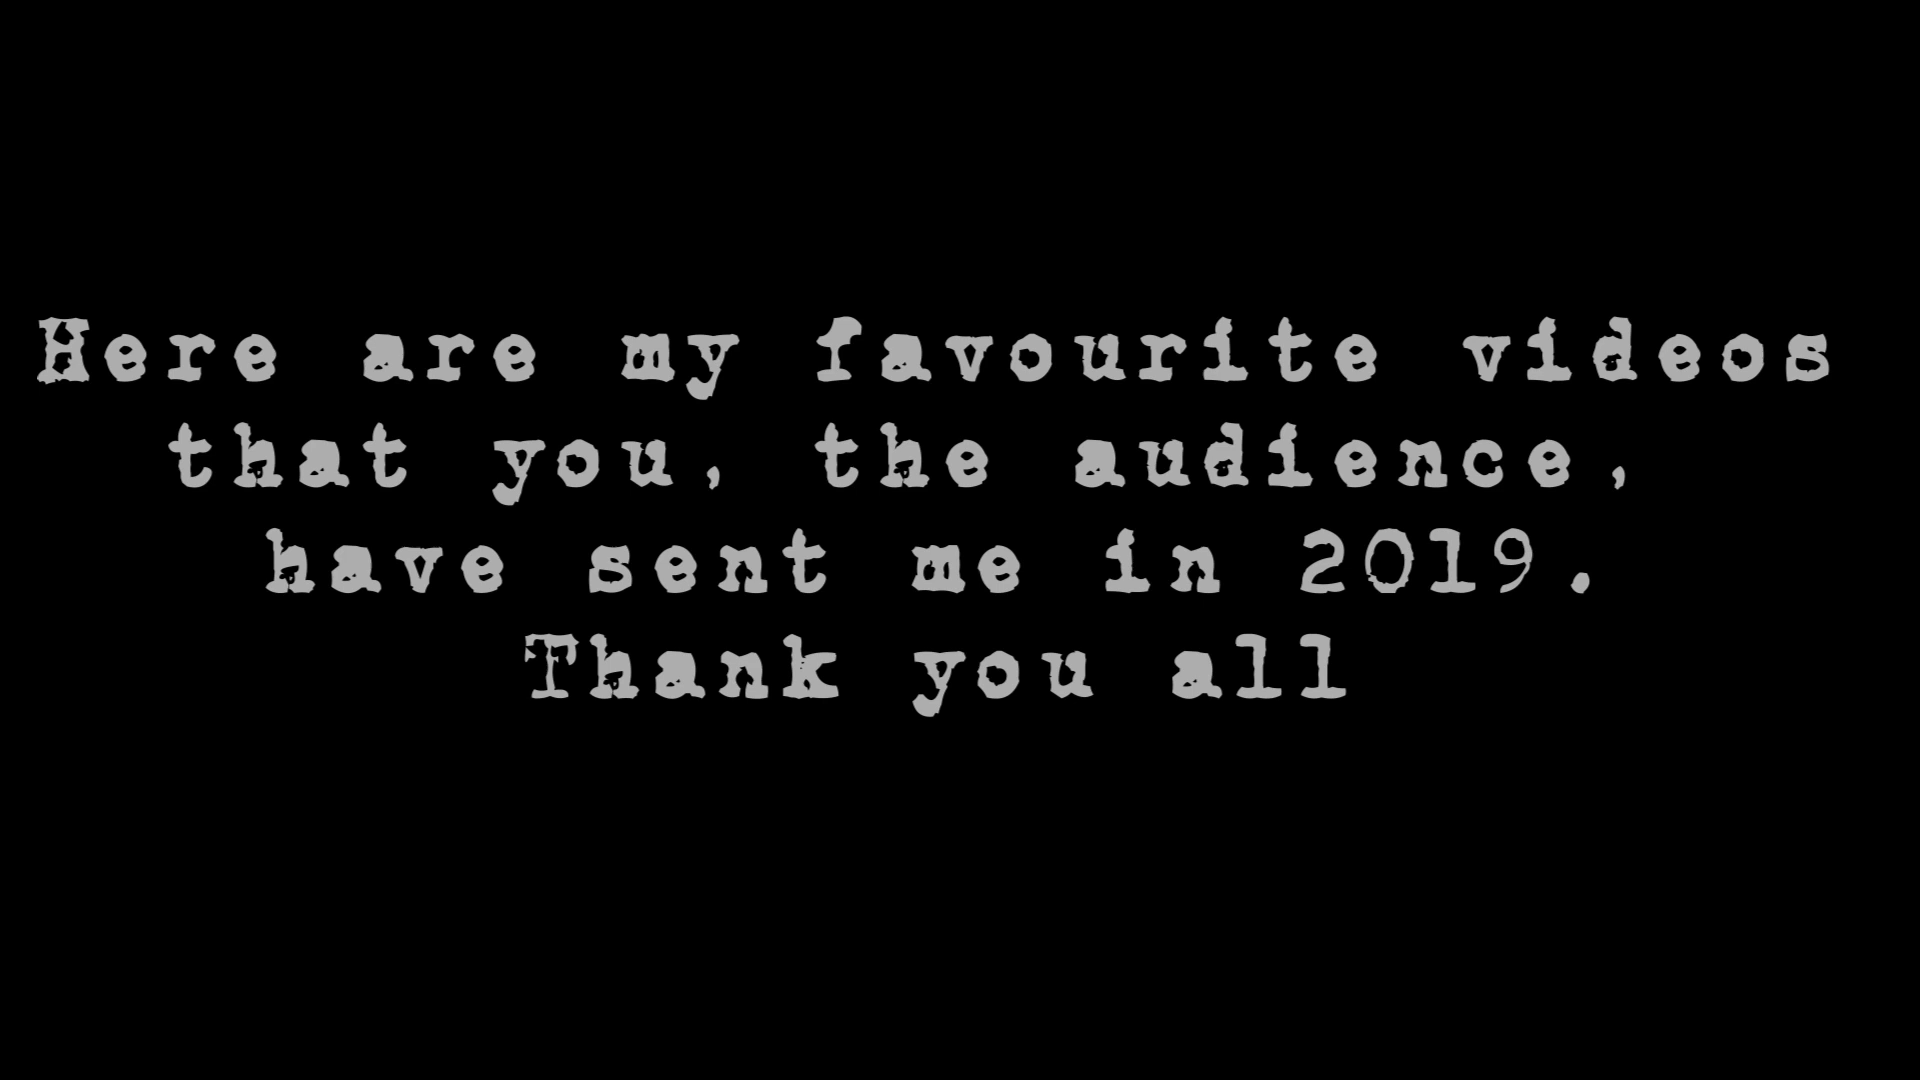 Here are my favourite videos
that you, the audience,
have sent me in 2019.
Thank you all